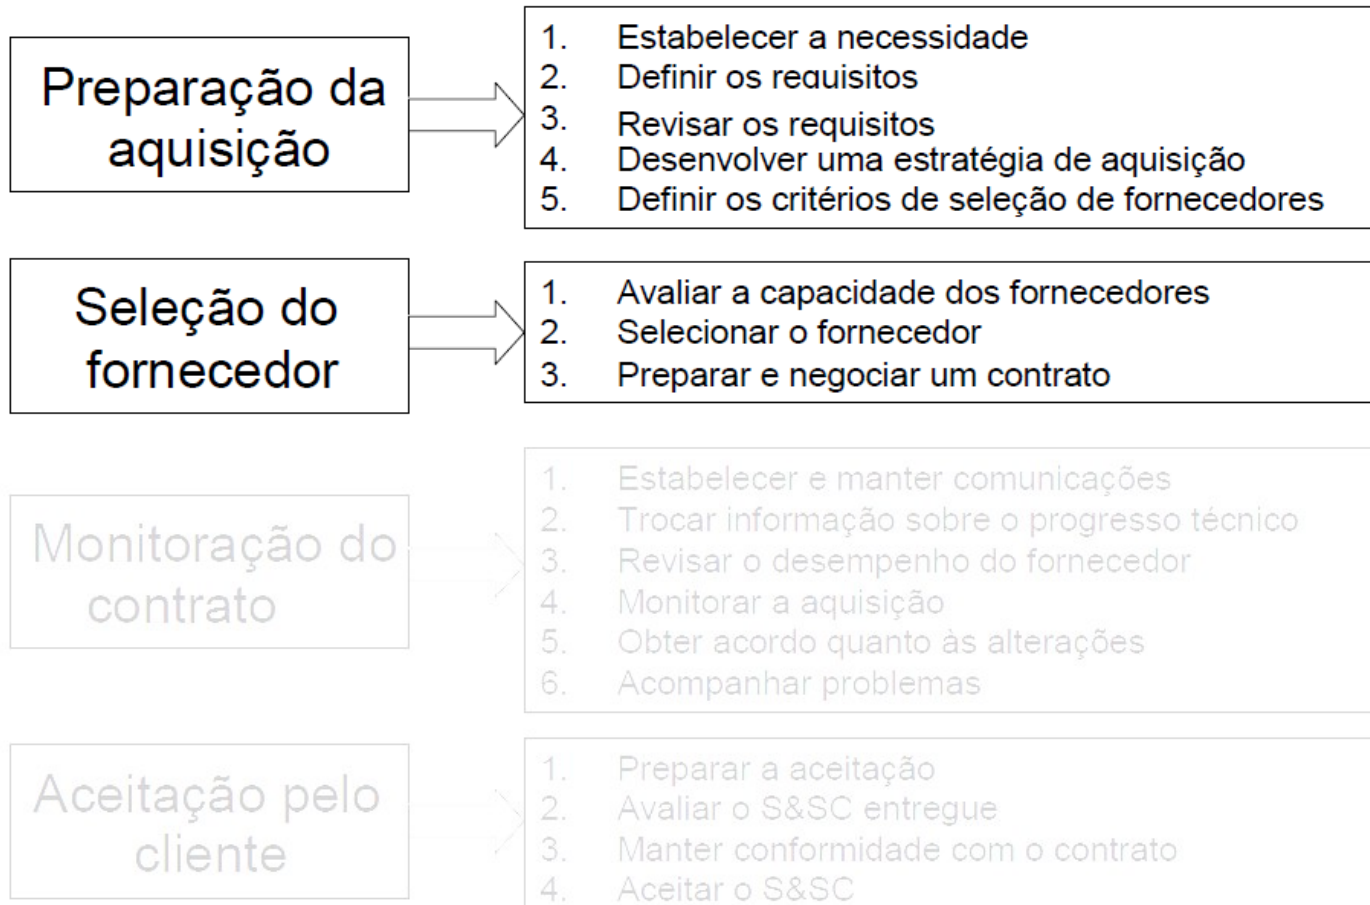 Preparação da
aquisição
1. Estabelecer a necessidade
2. Definir os requisitos
3. Revisar os requisitos
4. Desenvolver uma estratégia de aquisição
5. Definir os critérios de seleção de fornecedores
Seleção do
fornecedor
1. Avaliar a capacidade dos fornecedores
2. Selecionar o fornecedor
3. Preparar e negociar um contrato
Monitoração do
contrato
1. Estabelecer e manter comunicações
2. Trocar informação sobre o progresso técnico
3. Revisar o desempenho do fornecedor
4. Monitorar a aquisição
5. Obter acordo quanto às alterações
6. Acompanhar problemas
Aceitação pelo
cliente
1. Preparar a aceitação
2. Avaliar o S&SC entregue
3. Manter conformidade com o contrato
4. Aceitar o S&SC